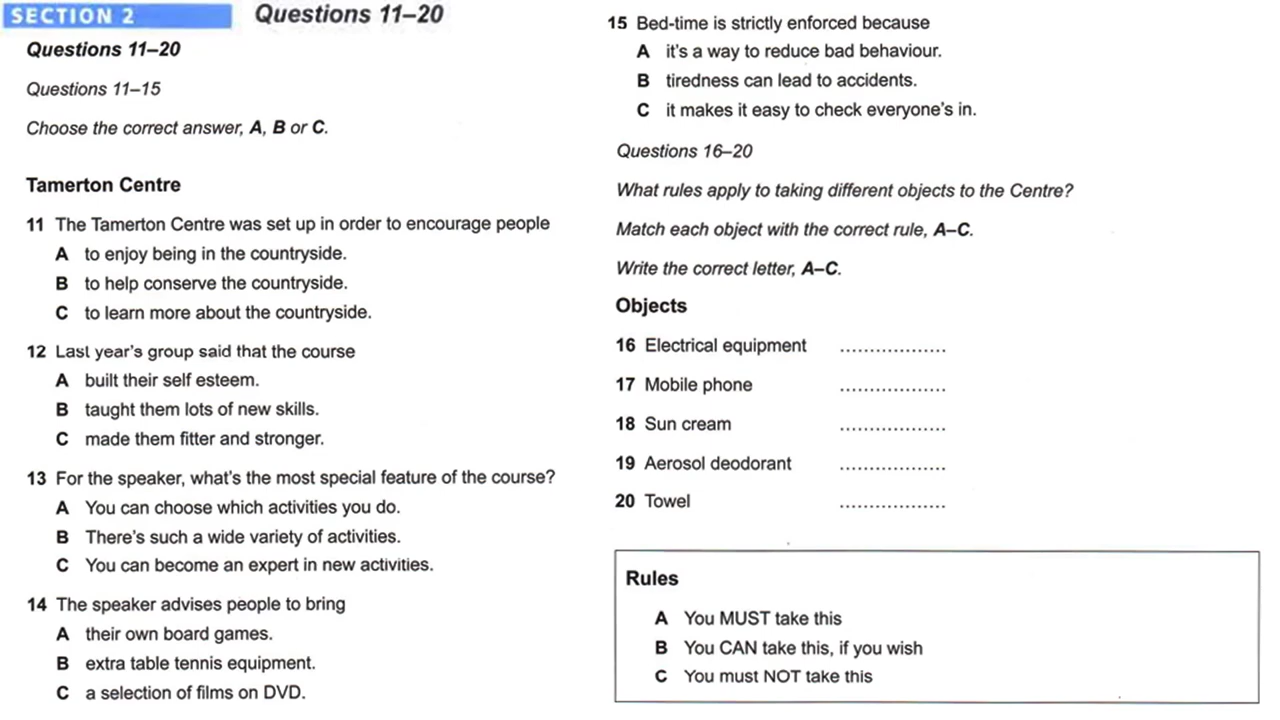 SECTION 2
Questions 11–20
Questions 11–20
Questions 11–15
Choose the correct answer, A, B or C.
Tamerton Centre
11 The Tamerton Centre was set up in order to encourage people
A to enjoy being in the countryside.
B to help conserve the countryside.
C to learn more about the countryside.
12 Last year's group said that the course
A built their self esteem.
B taught them lots of new skills.
C made them fitter and stronger.
13 For the speaker, what's the most special feature of the course?
A You can choose which activities you do.
B There's such a wide variety of activities.
C You can become an expert in new activities.
14 The speaker advises people to bring
A their own board games.
B extra table tennis equipment.
C a selection of films on DVD.
15 Bed-time is strictly enforced because
A it's a way to reduce bad behaviour.
B tiredness can lead to accidents.
C it makes it easy to check everyone's in.
Questions 16–20
What rules apply to taking different objects to the Centre?
Match each object with the correct rule, A–C.
Write the correct letter, A–C.
Objects
16 Electrical equipment ..................
17 Mobile phone ..................
18 Sun cream ..................
19 Aerosol deodorant ..................
20 Towel ..................
Rules
A You MUST take this
B You CAN take this, if you wish
C You must NOT take this